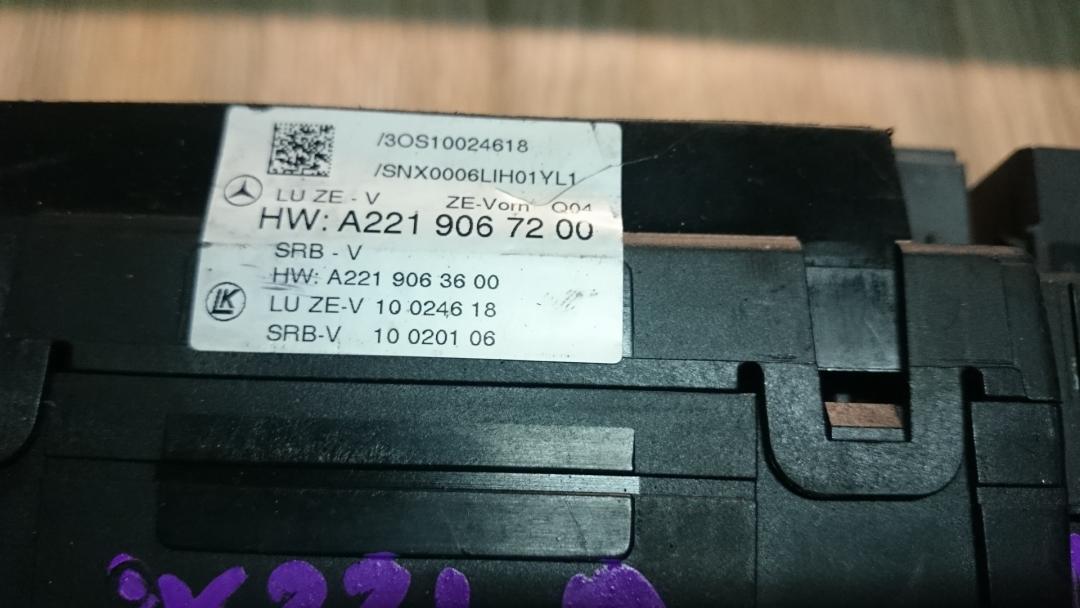 /3OS10024618
/SNX0006LIH01YL1
LU ZE - V ZE-Vorn Q04
HW: A221 906 72 00
SRB - V
HW: A221 906 36 00
LU ZE-V 10 0246 18
SRB-V 10 0201 06
LK